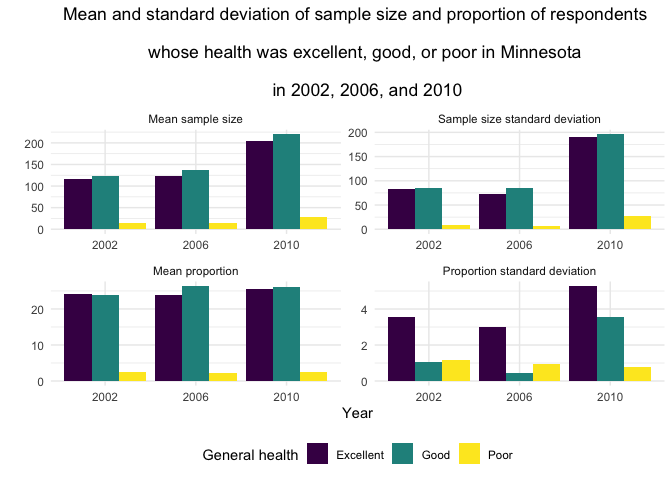 Mean and standard deviation of sample size and proportion of respondents
whose health was excellent, good, or poor in Minnesota
in 2002, 2006, and 2010
Mean sample size
200
150
100
50
0
2002 2006 2010
Sample size standard deviation
200
150
100
50
0
2002 2006 2010
Mean proportion
20
10
0
2002 2006 2010
Proportion standard deviation
4
2
0
2002 2006 2010
Year
General health Excellent Good Poor